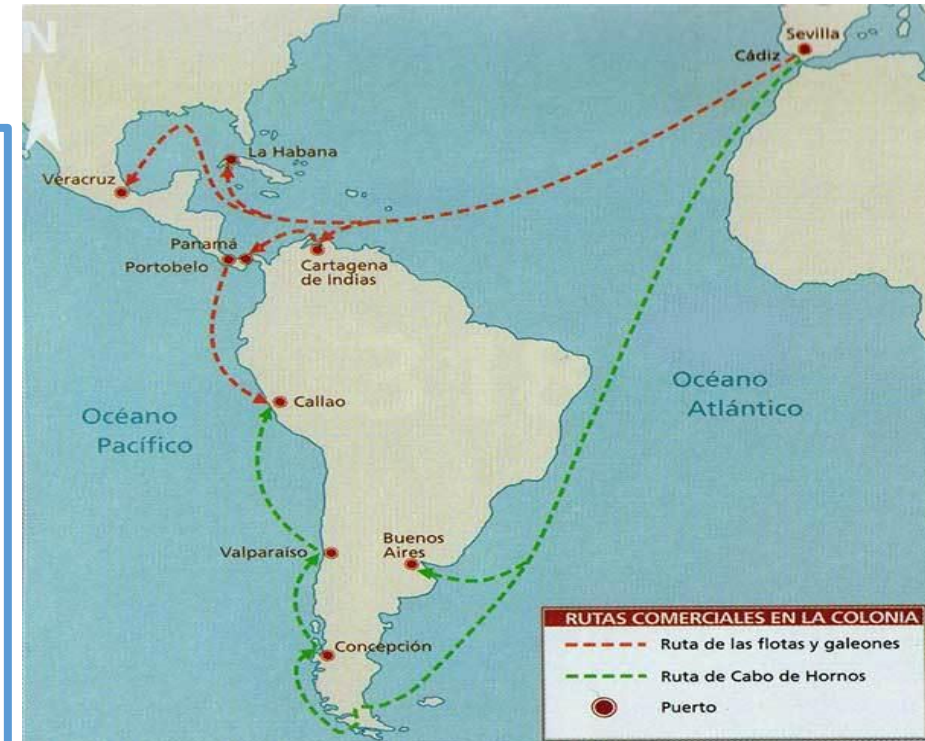 N
Sevilla
Cádiz
La Habana
Veracruz
Panamá
Portobelo
Cartagena
de Indias
Callao
Océano
Pacífico
Océano
Atlántico
Valparaíso
Buenos
Aires
Concepción
RUTAS COMERCIALES EN LA COLONIA
Ruta de las flotas y galeones
Ruta de Cabo de Hornos
Puerto